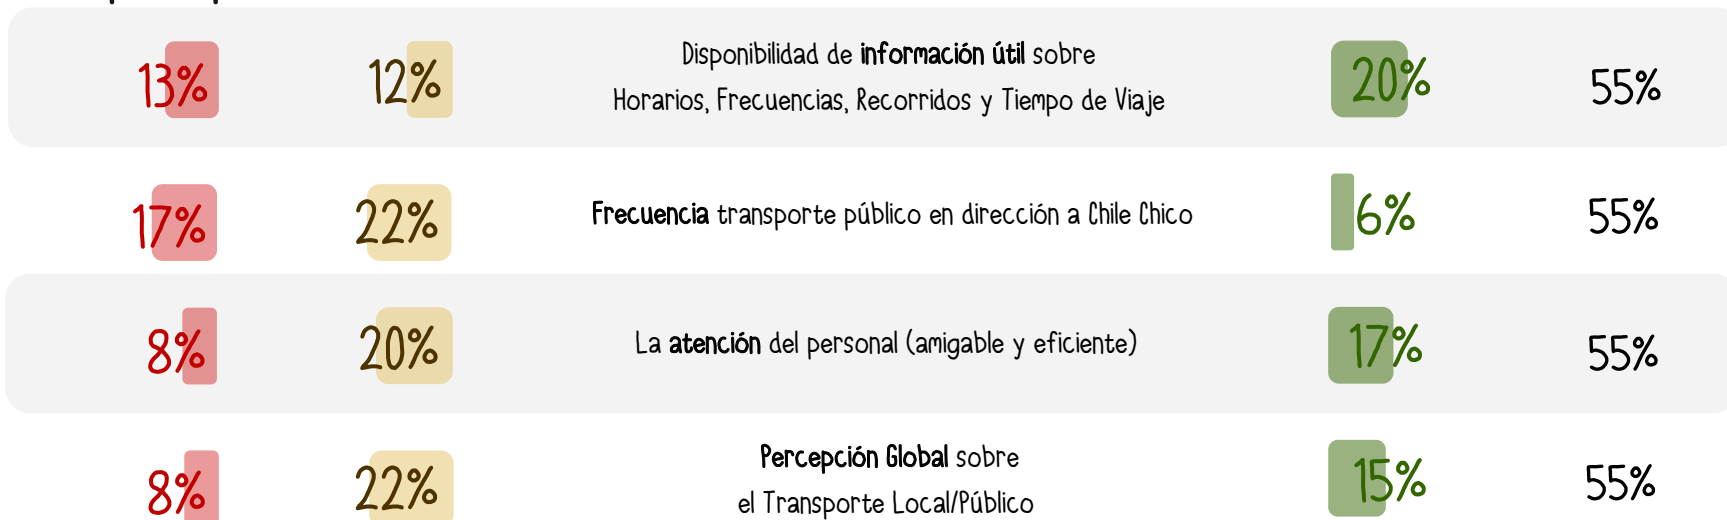 13% 12% Disponibilidad de información útil sobre 20% 55%
Horarios, Frecuencias, Recorridos y Tiempo de Viaje
17% 22% Frecuencia transporte público en dirección a Chile Chico 6% 55%
8% 20% La atención del personal (amigable y eficiente) 17% 55%
8% 22% Percepción Global sobre 15% 55%
el Transporte Local/Público